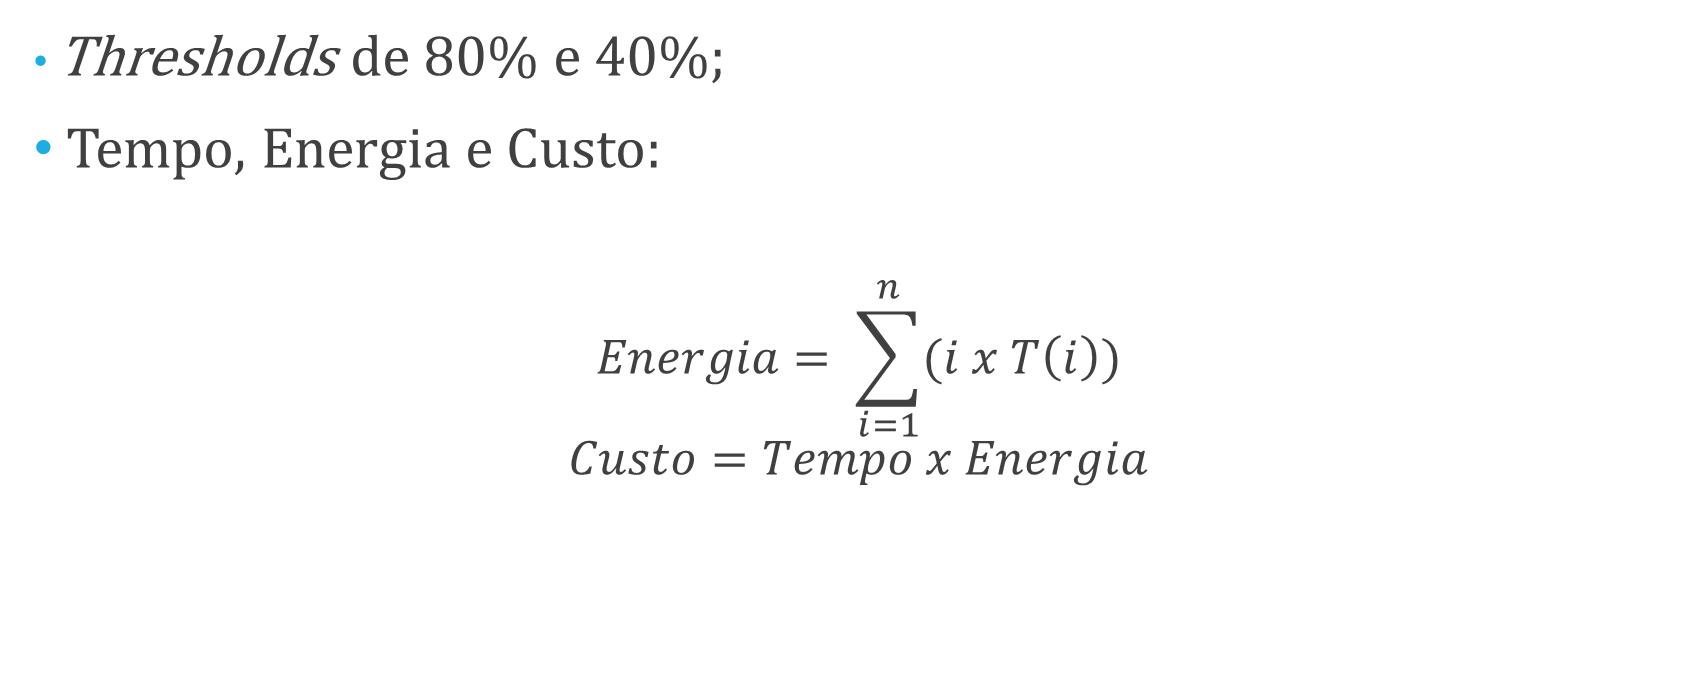 • Thresholds de 80% e 40%;
• Tempo, Energia e Custo:
n
Energia = ∑(i x T(i))
i=1
Custo = Tempo x Energia